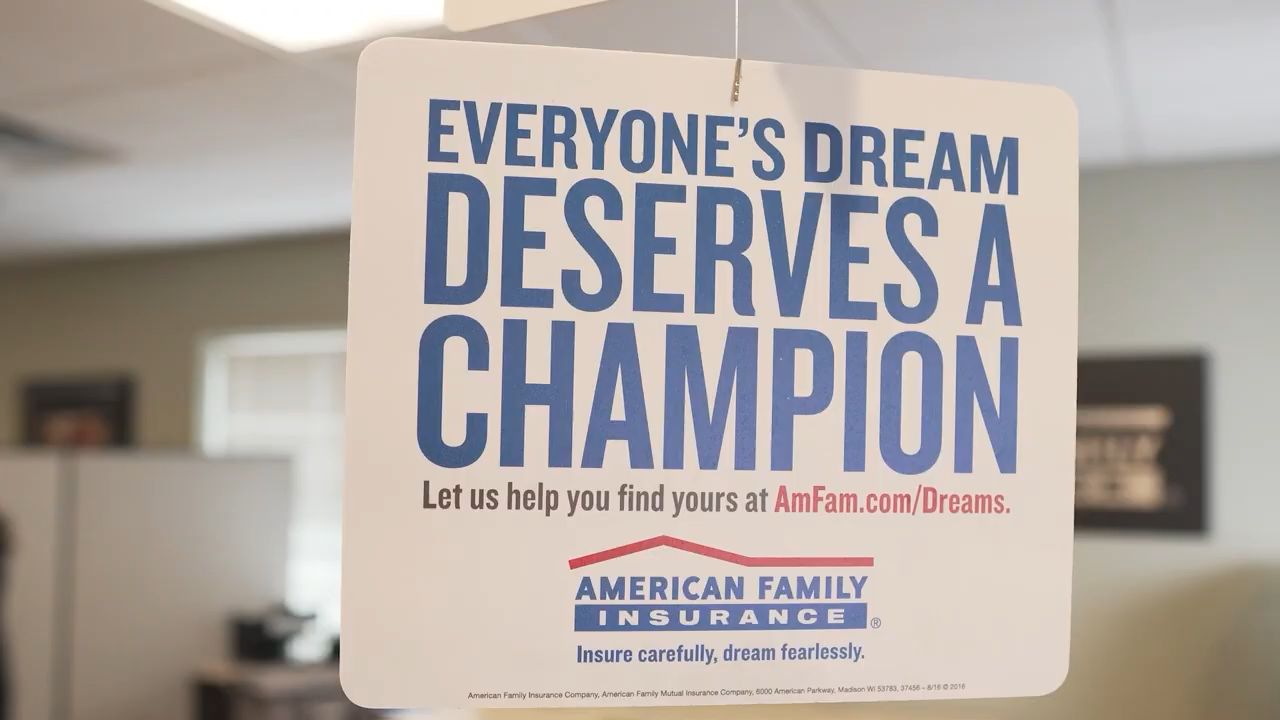 EVERYONE'S DREAM
DESERVES A
CHAMPION
Let us help you find yours at AmFam.com/Dreams.
AMERICAN FAMILY
INSURANCE ®
Insure carefully, dream fearlessly.
American Family Insurance Company, American Family Mutual Insurance Company, 6000 American Parkway, Madison WI 53783, 37456 – 8/16 © 2016